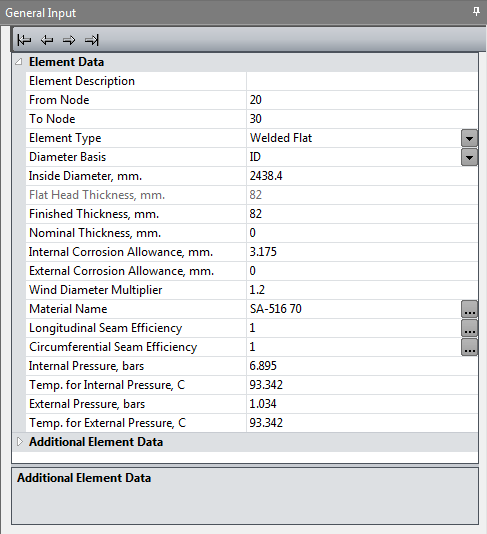 General Input
Element Data
Element Description
From Node 20
To Node 30
Element Type Welded Flat
Diameter Basis ID
Inside Diameter, mm. 2438.4
Flat Head Thickness, mm. 82
Finished Thickness, mm. 82
Nominal Thickness, mm. 0
Internal Corrosion Allowance, mm. 3.175
External Corrosion Allowance, mm. 0
Wind Diameter Multiplier 1.2
Material Name SA-516 70 ...
Longitudinal Seam Efficiency 1 ...
Circumferential Seam Efficiency 1 ...
Internal Pressure, bars 6.895
Temp. for Internal Pressure, C 93.342
External Pressure, bars 1.034
Temp. for External Pressure, C 93.342
Additional Element Data
Additional Element Data